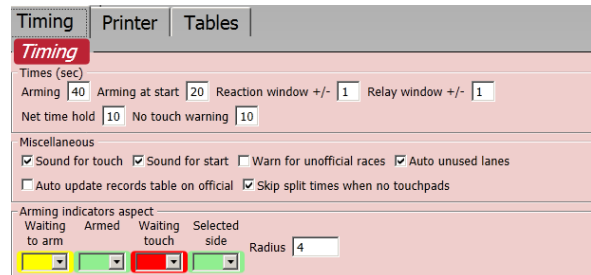 Timing Printer Tables
Timing
Times (sec)
Arming 40 Arming at start 20 Reaction window +/- 1 Relay window +/- 1
Net time hold 10 No touch warning 10
Miscellaneous
Sound for touch Sound for start Warn for unofficial races Auto unused lanes
Auto update records table on official Skip split times when no touchpads
Arming indicators aspect
Waiting Armed Waiting Selected
to arm touch side Radius 4